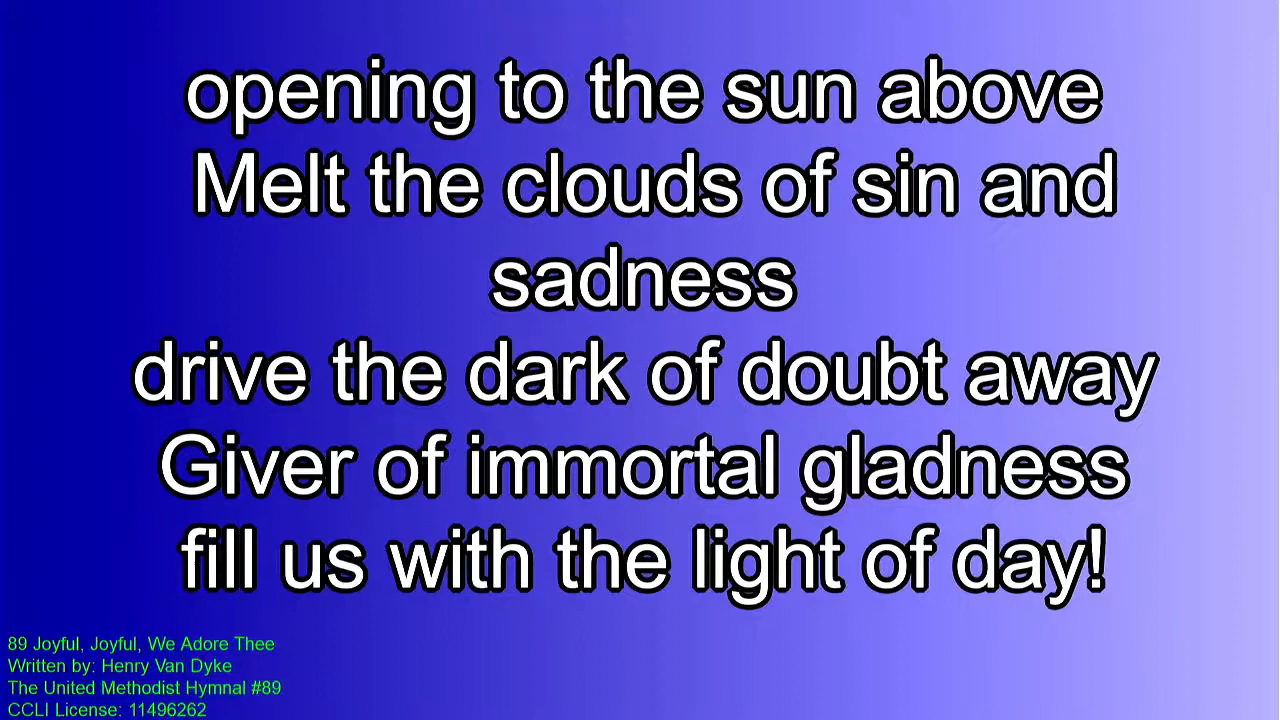 opening to the sun above
Melt the clouds of sin and
sadness
drive the dark of doubt away
Giver of immortal gladness
fill us with the light of day!
89 Joyful, Joyful, We Adore Thee
Written by: Henry Van Dyke
The United Methodist Hymnal #89
CCLI License: 11496262